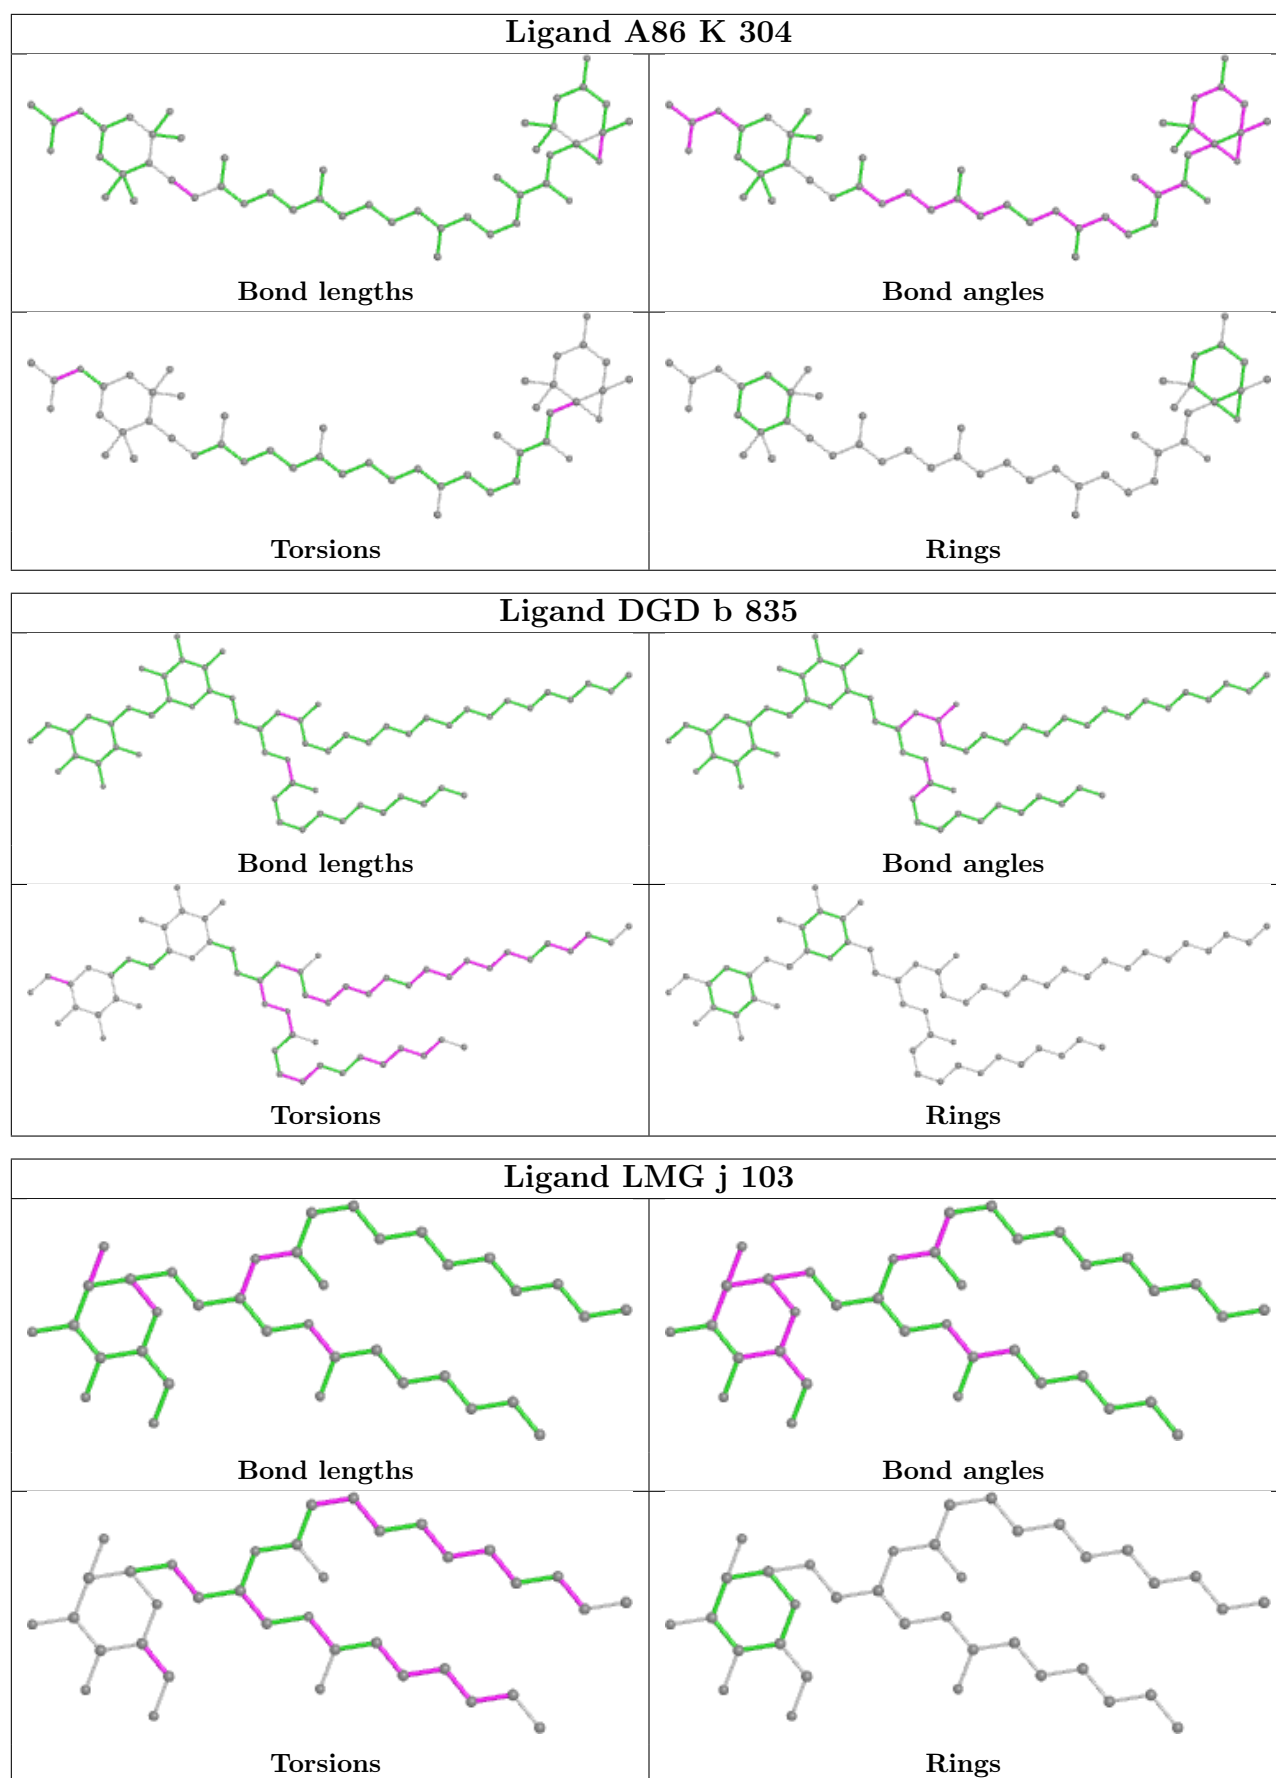 Ligand A86 K 304
Bond lengths
Bond angles
Torsions
Rings
Ligand DGD b 835
Bond lengths
Bond angles
Torsions
Rings
Ligand LMG j 103
Bond lengths
Bond angles
Torsions
Rings